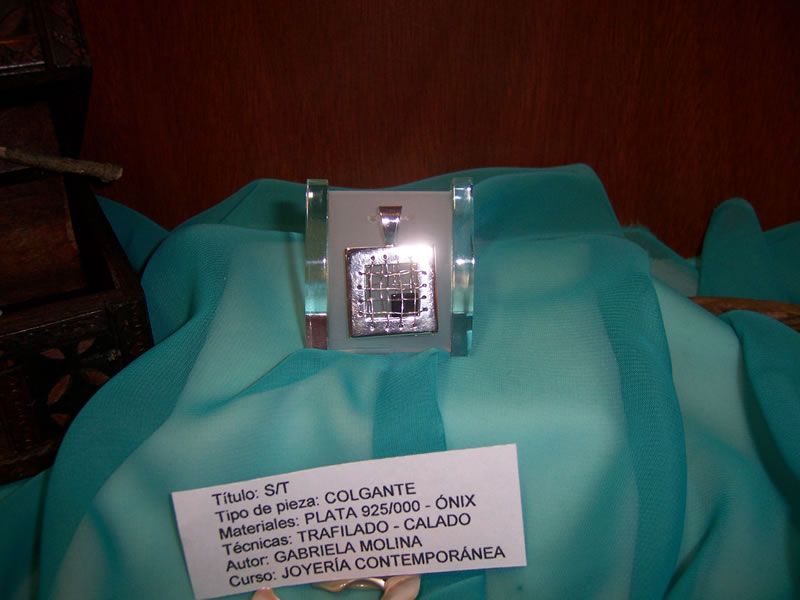 Título: S/T
Tipo de pieza: COLGANTE
Materiales: PLATA 925/000 - ÓNIX
Técnicas: TRAFILADO - CALADO
Autor: GABRIELA MOLINA
Curso: JOYERÍA CONTEMPORÁNEA